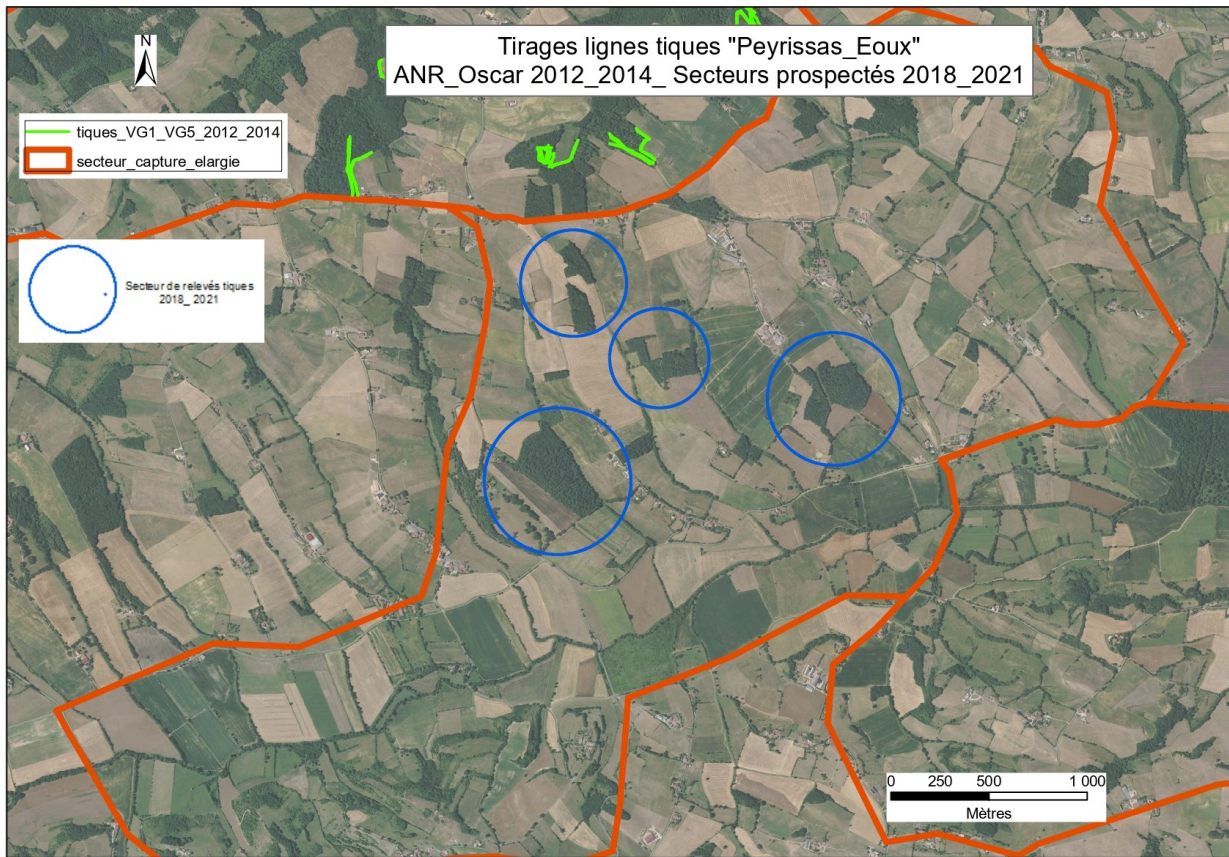 Tirages lignes tiques "Peyrissas_Eoux"
ANR_Oscar 2012_2014_ Secteurs prospectés 2018_2021
N
tiques_VG1_VG5_2012_2014
secteur_capture_elargie
Secteur de relevés tiques
2018_ 2021
0 250 500 1 000
Mètres